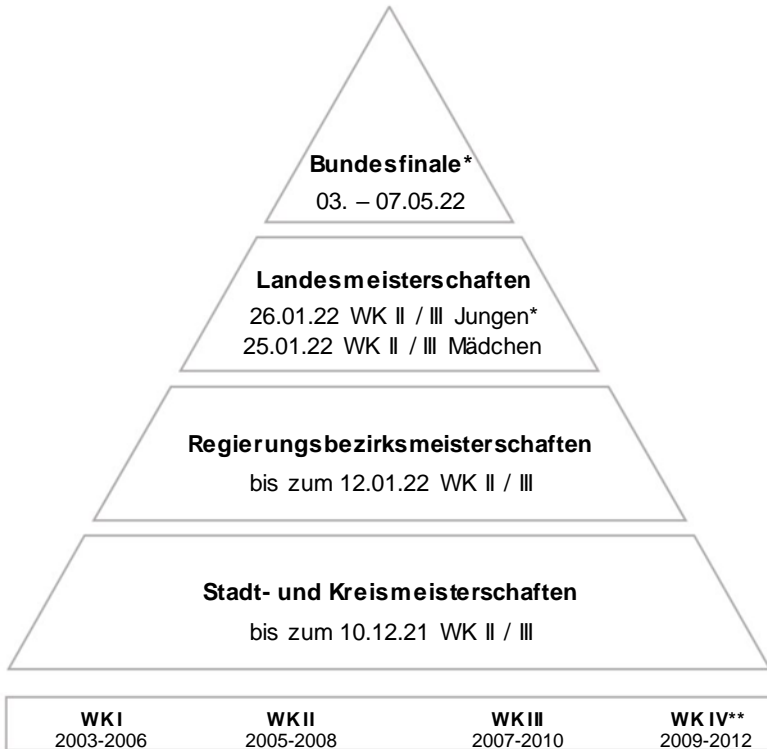 Bundesfinale*
03. – 07.05.22
Landesmeisterschaften
26.01.22 WK II / III Jungen*
25.01.22 WK II / III Mädchen
Regierungsbezirksmeisterschaften
bis zum 12.01.22 WK II / III
Stadt- und Kreismeisterschaften
bis zum 10.12.21 WK II / III
WK I WK II WK III WK IV**
2003-2006 2005-2008 2007-2010 2009-2012